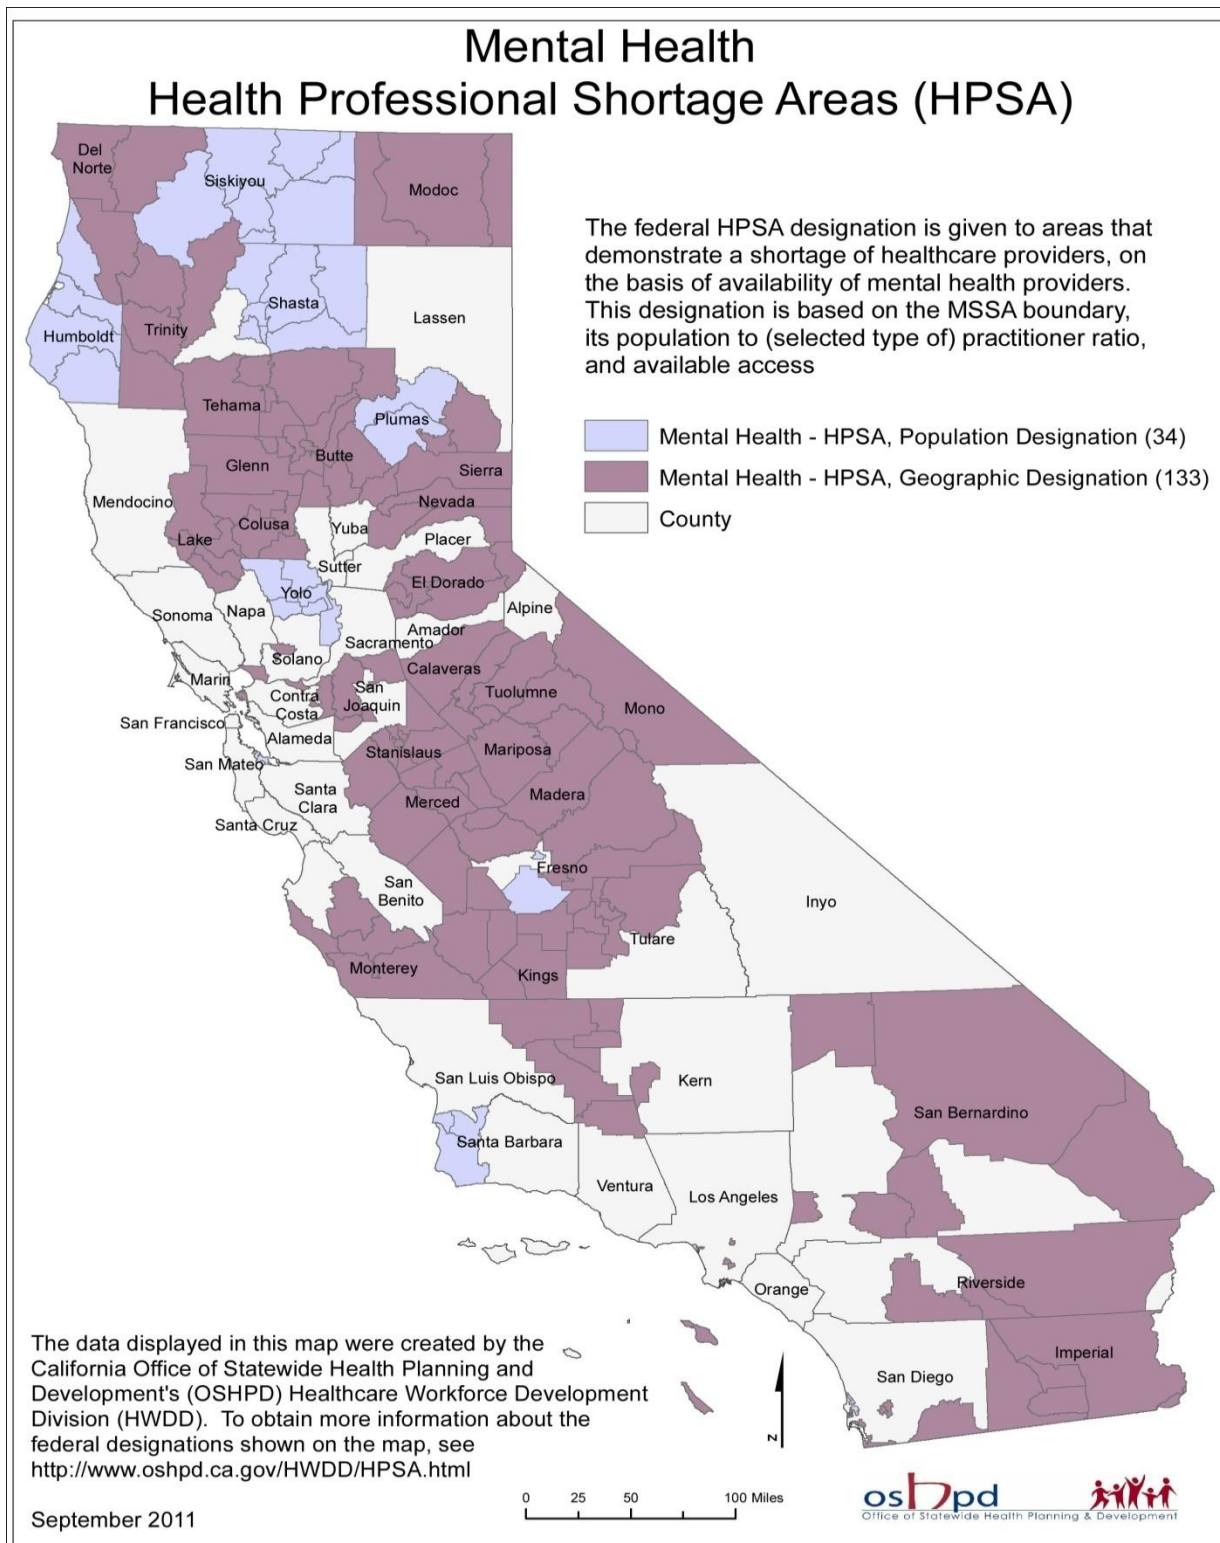 Mental Health
Health Professional Shortage Areas (HPSA)
Del
Norte
Siskiyou
Modoc
The federal HPSA designation is given to areas that
demonstrate a shortage of healthcare providers, on
the basis of availability of mental health providers.
This designation is based on the MSSA boundary,
its population to (selected type of) practitioner ratio,
and available access
Shasta
Lassen
Humboldt
Trinity
Tehama
Plumas
Mental Health - HPSA, Population Designation (34)
Mental Health - HPSA, Geographic Designation (133)
County
Glenn
Butte
Sierra
Mendocino
Nevada
Colusa
Yuba
Lake
Placer
Sutter
El Dorado
Yolo
Sonoma
Napa
Alpine
Amador
Sacramento
Solano
Calaveras
Marin
Contra
Costa
San
Joaquin
Tuolumne
Mono
San Francisco
Alameda
Stanislaus
Mariposa
San Mateo
Santa
Clara
Merced
Madera
Santa Cruz
Fresno
San
Benito
Inyo
Tulare
Monterey
Kings
San Luis Obispo
Kern
San Bernardino
Santa Barbara
Ventura
Los Angeles
Orange
Riverside
Imperial
San Diego
The data displayed in this map were created by the
California Office of Statewide Health Planning and
Development's (OSHPD) Healthcare Workforce Development
Division (HWDD). To obtain more information about the
federal designations shown on the map, see
http://www.oshpd.ca.gov/HWDD/HPSA.html
September 2011
N
0 25 50 100 Miles
oshpd
Office of Statewide Health Planning & Development